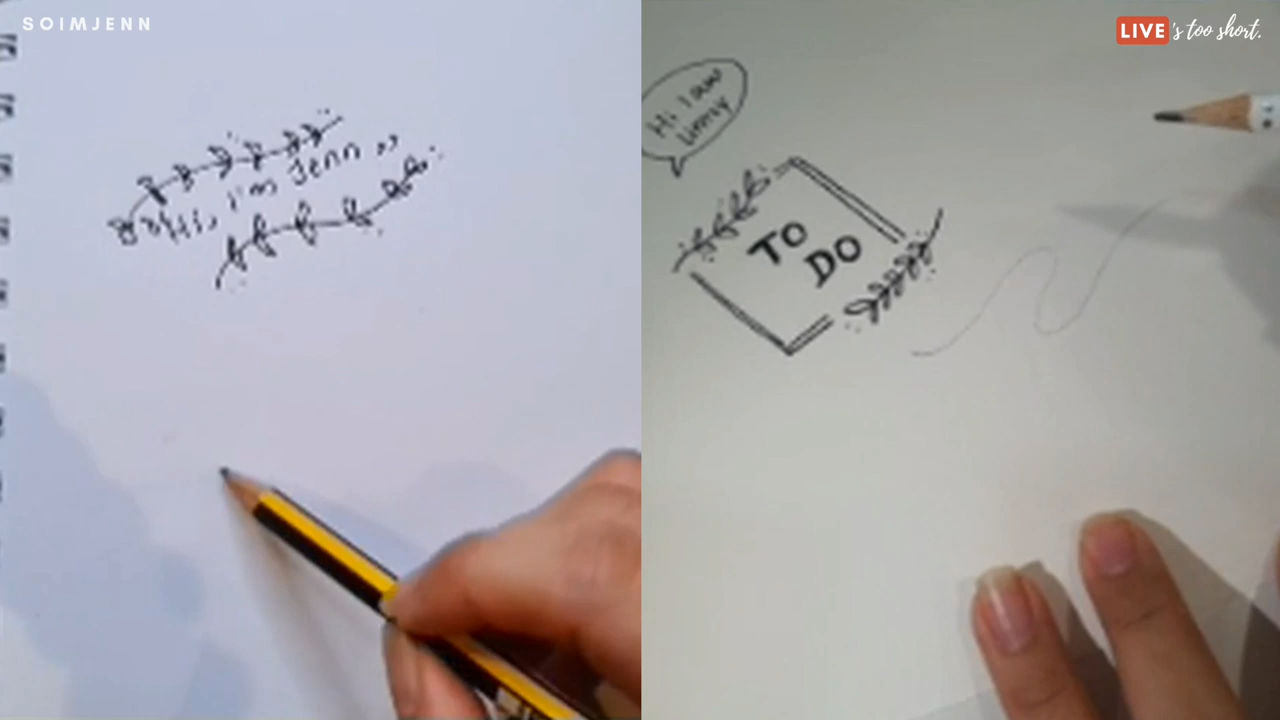 SOIMJENN
LIVE's too short.
Hi, i'm Jenn
Hi I am
TO
DO